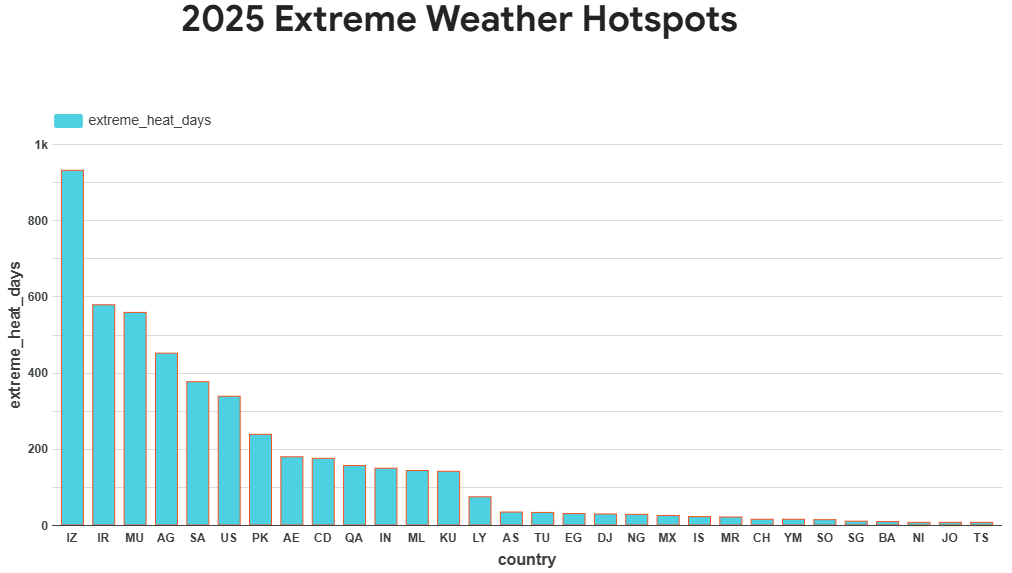 2025 Extreme Weather Hotspots
extreme_heat_days
1k
800
600
400
200
0
extreme_heat_days
IZ IR MU AG SA US PK AE CD QA IN ML KU LY AS TU EG DJ NG MX IS MR CH YM SO SG BA NI JO TS
country